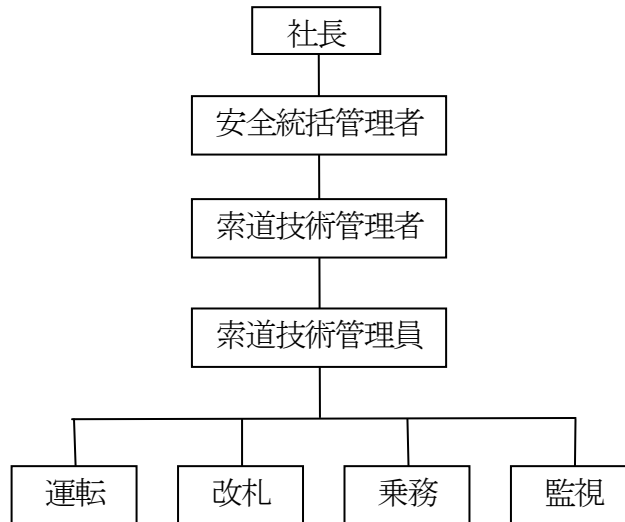 社長
安全統括管理者
索道技術管理者
索道技術管理員
運転
改札
乗務
監視